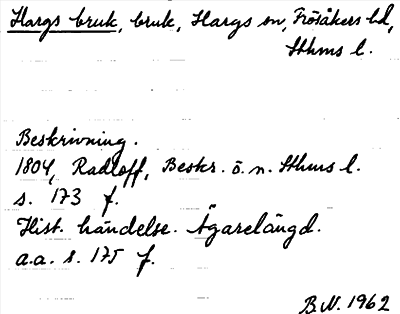 Hargs bruk, bruk, Hargs sn, Frösåkers hd,
Sthms l.
Beskrivning.
1804, Radloff, Beskr. ö. n. Sthms l.
s. 173 f.
Hist. händelse. Ägarelängd.
a.a. s. 175 f.
B.N. 1962